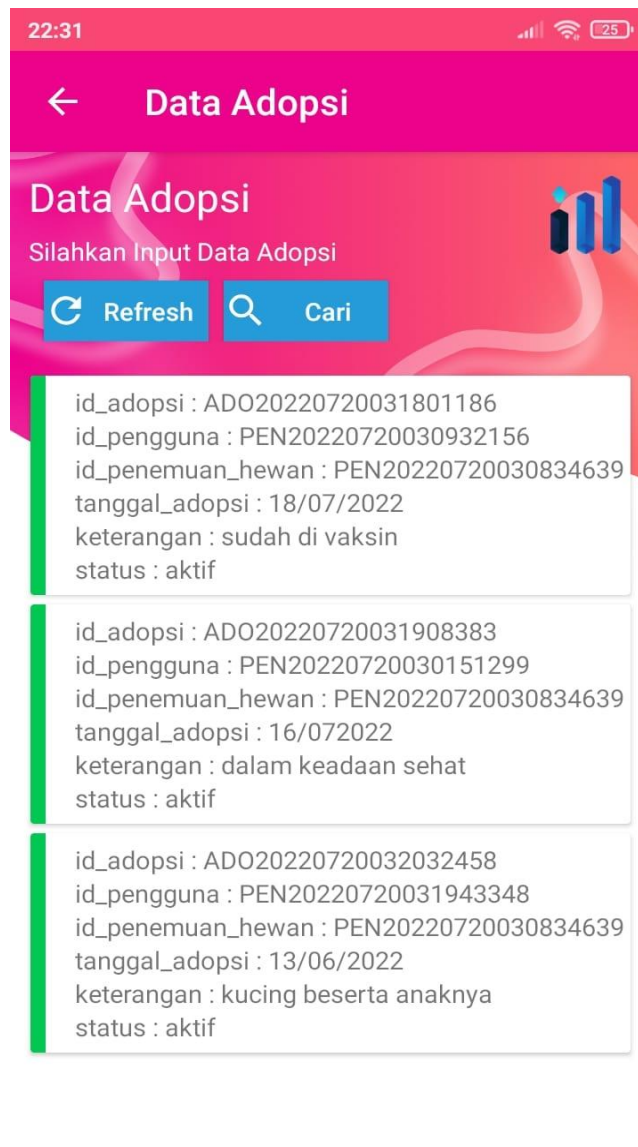 22:31
25
Data Adopsi
Data Adopsi
Silahkan Input Data Adopsi
Refresh
Cari
id_adopsi : ADO20220720031801186
id_pengguna : PEN20220720030932156
id_penemuan_hewan : PEN20220720030834639
tanggal_adopsi : 18/07/2022
keterangan : sudah di vaksin
status : aktif
id_adopsi : ADO20220720031908383
id_pengguna : PEN20220720030151299
id_penemuan_hewan : PEN20220720030834639
tanggal_adopsi : 16/072022
keterangan : dalam keadaan sehat
status : aktif
id_adopsi : ADO20220720032032458
id_pengguna : PEN20220720031943348
id_penemuan_hewan : PEN20220720030834639
tanggal_adopsi : 13/06/2022
keterangan : kucing beserta anaknya
status : aktif